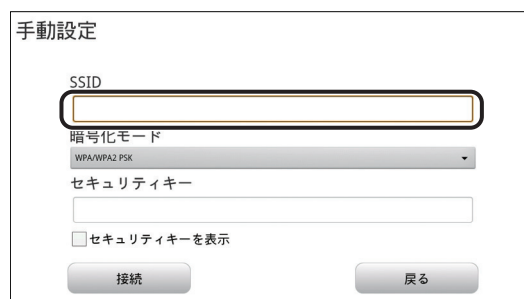 手動設定
SSID
暗号化モード
WPA/WPA2 PSK
セキュリティキー
セキュリティキーを表示
接続 戻る